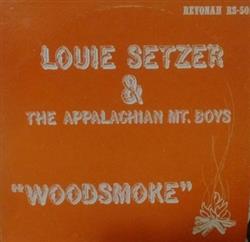 REVONAH RS-50
LOUIE SETZER
&
THE APPALACHIAN MT. BOYS
"WOODSMOKE"